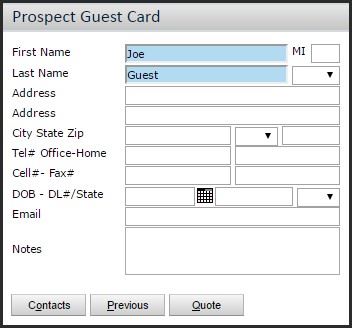 Prospect Guest Card
First Name Joe MI
Last Name Guest
Address
Address
City State Zip
Tel# Office-Home
Cell#- Fax#
DOB - DL#/State
Email
Notes
Contacts Previous Quote